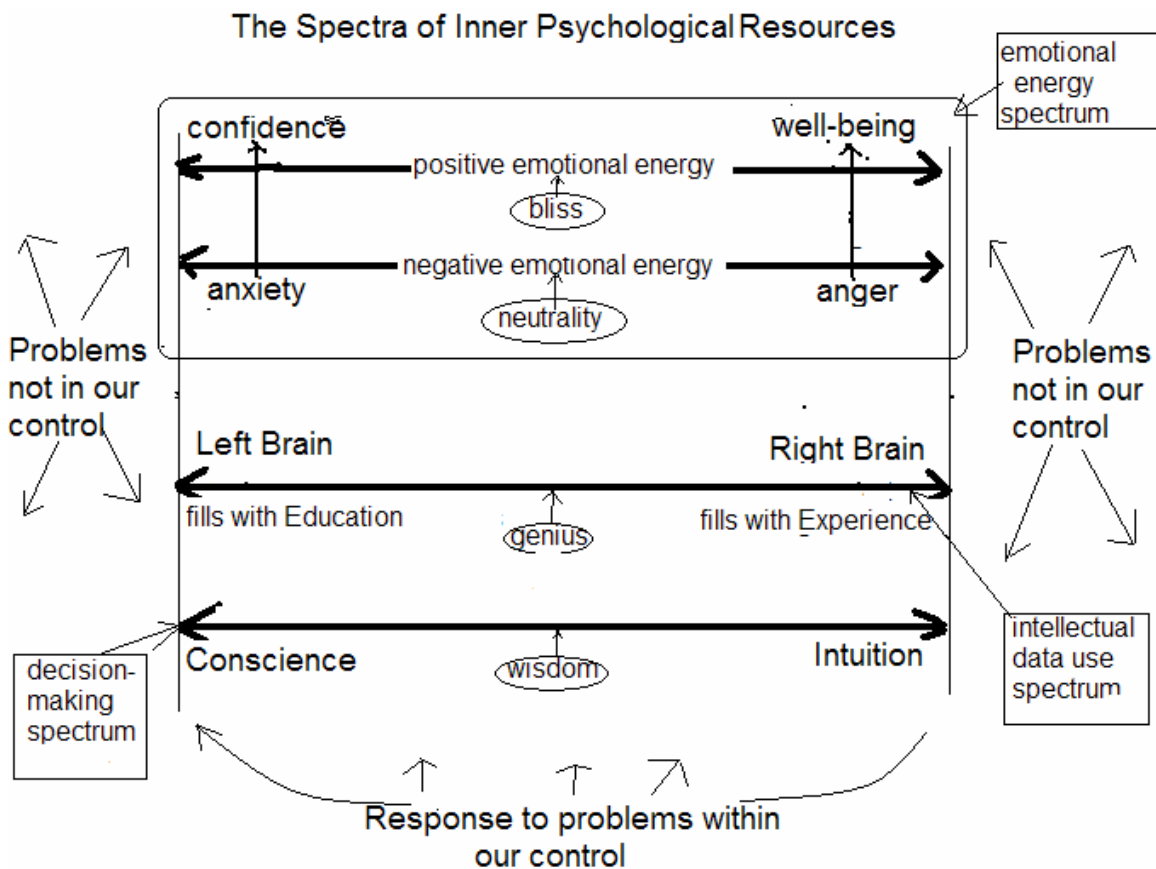 The Spectra of Inner Psychological Resources
emotional
energy
spectrum
confidence
well-being
positive emotional energy
bliss
negative emotional energy
anxiety
anger
neutrality
Problems
not in our
control
Problems
not in our
control
Left Brain
Right Brain
fills with Education
fills with Experience
genius
Conscience
Intuition
wisdom
decision-
making
spectrum
intellectual
data use
spectrum
Response to problems within
our control